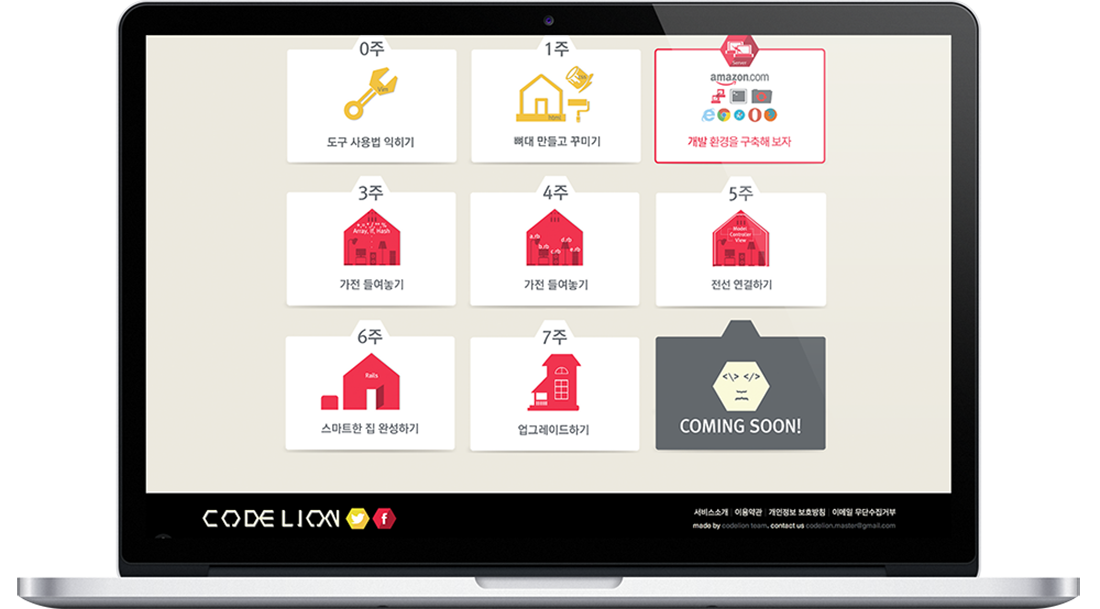 0주
Vim
도구 사용법 익히기
1주
html
뼈대 만들고 꾸미기
Server
amazon.com
개발 환경을 구축해 보자
3주
Array, if, Hash
가전 들여놓기
4주
a.rb
d.rb
b.rb
c.rb
e.rb
가전 들여놓기
5주
Model
Controller
View
전선 연결하기
6주
Rails
스마트한 집 완성하기
7주
업그레이드하기
<\> </>
COMING SOON!
CODE LION
서비스소개 | 이용약관 | 개인정보 보호방침 | 이메일 무단수집거부
made by codelion team. contact us codelion.master@gmail.com